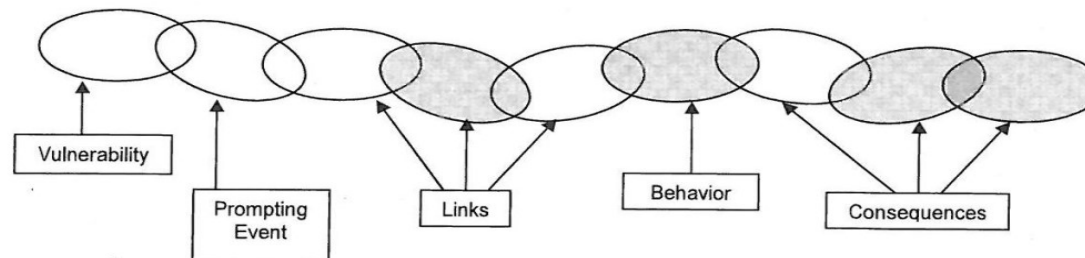 Vulnerability
Prompting
Event
Links
Behavior
Consequences